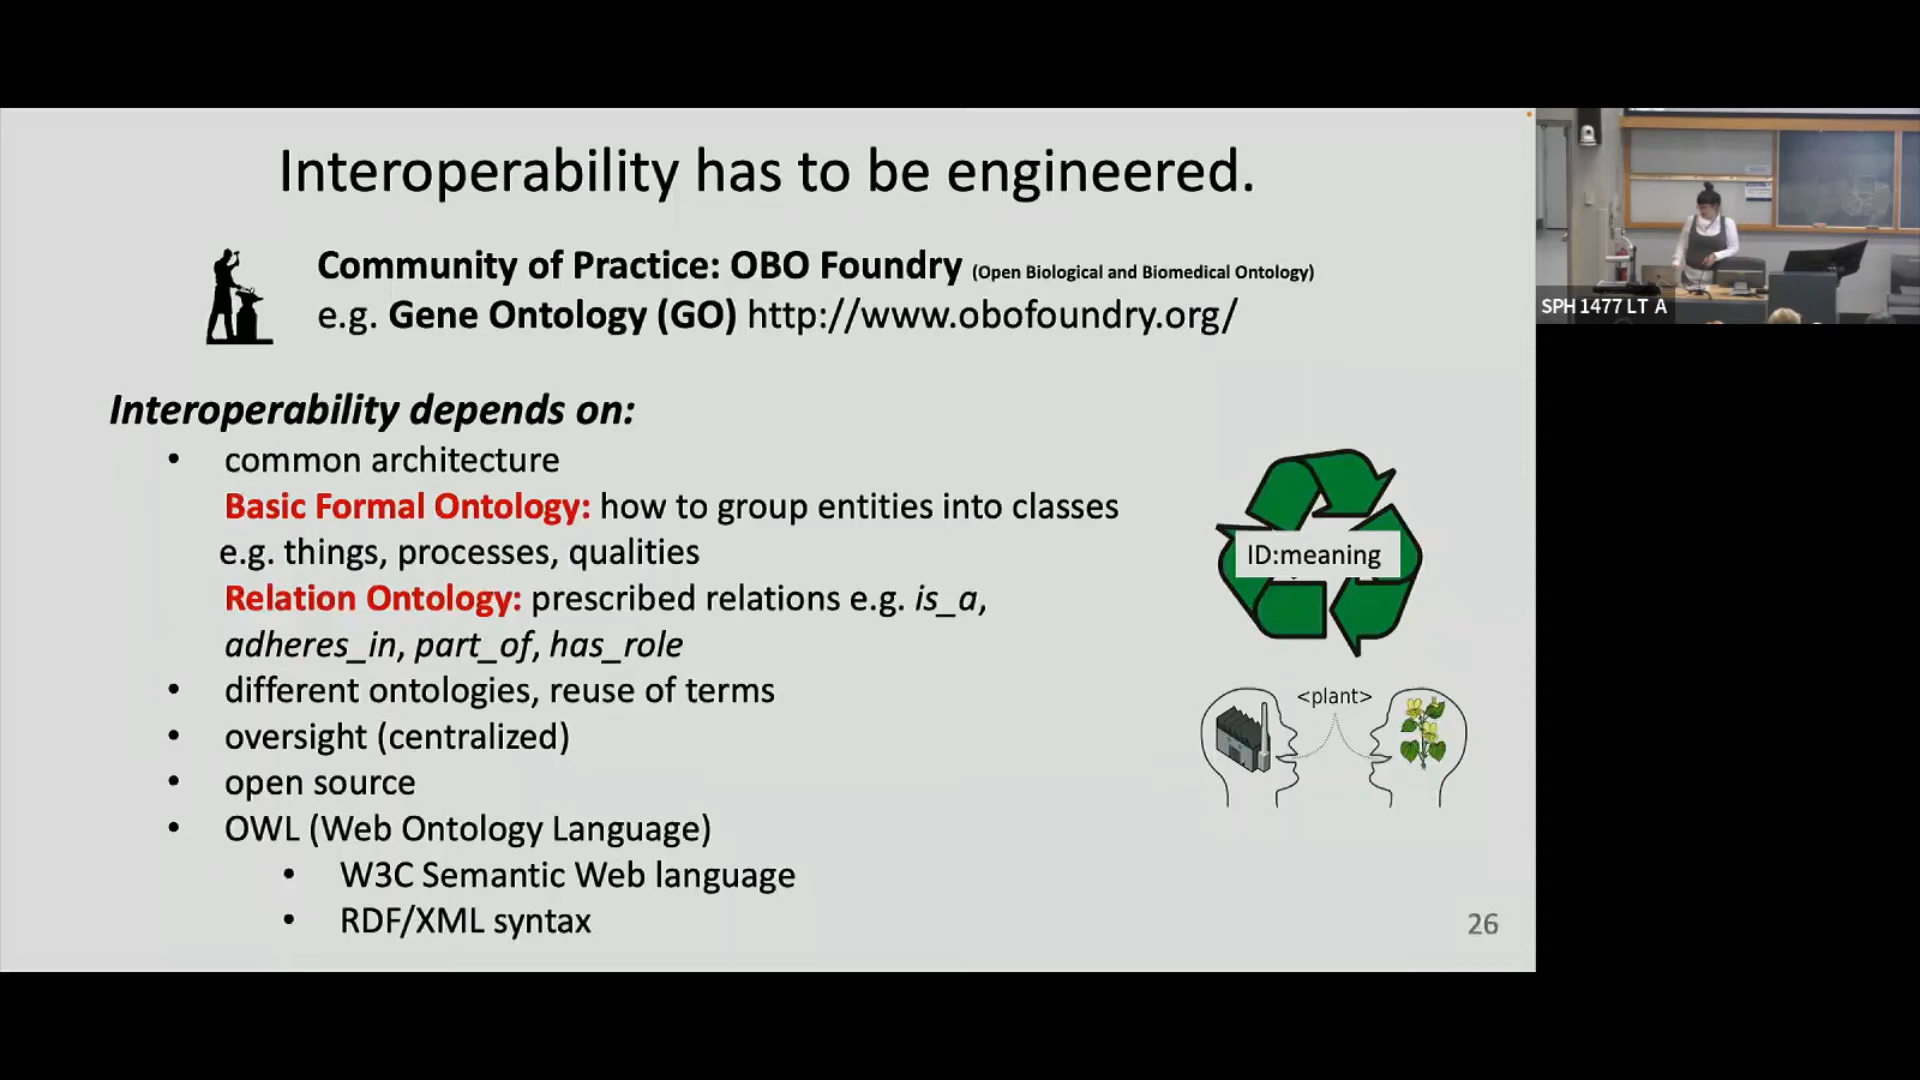 Interoperability has to be engineered.
Community of Practice: OBO Foundry (Open Biological and Biomedical Ontology)
e.g. Gene Ontology (GO) http://www.obofoundry.org/
Interoperability depends on:
• common architecture
Basic Formal Ontology: how to group entities into classes
e.g. things, processes, qualities
Relation Ontology: prescribed relations e.g. is_a,
adheres_in, part_of, has_role
• different ontologies, reuse of terms
• oversight (centralized)
• open source
• OWL (Web Ontology Language)
• W3C Semantic Web language
• RDF/XML syntax
ID:meaning
<plant>
26
SPH 1477 LT A